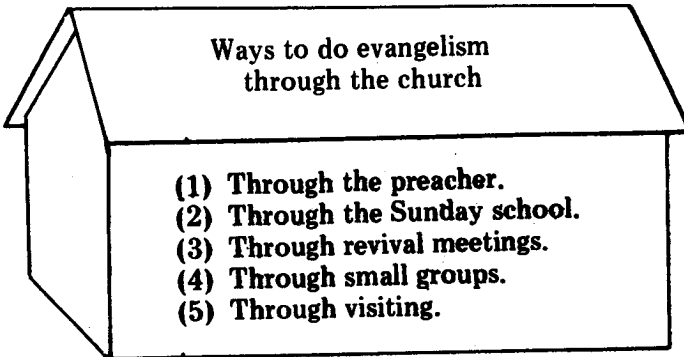 Ways to do evangelism
through the church
(1) Through the preacher.
(2) Through the Sunday school.
(3) Through revival meetings.
(4) Through small groups.
(5) Through visiting.